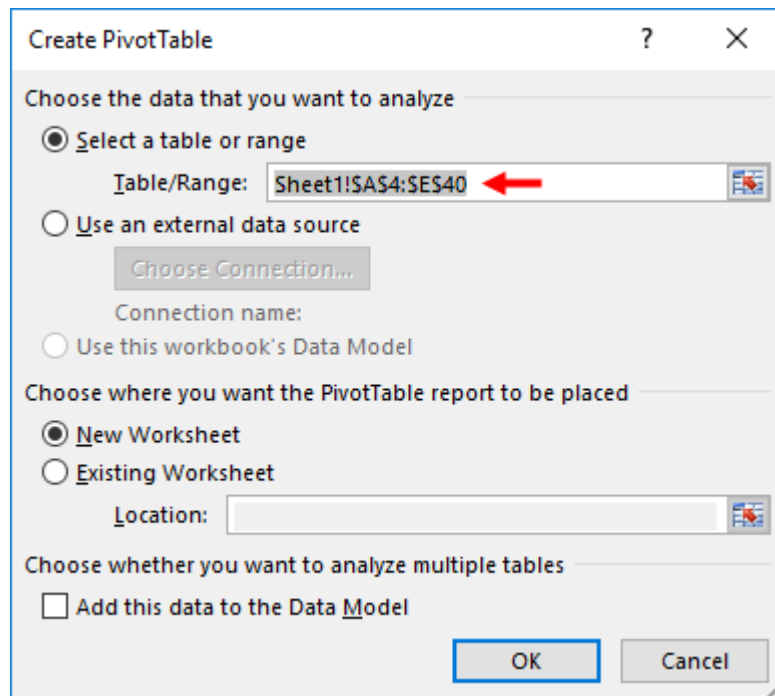 Create PivotTable ?
Choose the data that you want to analyze
Select a table or range
Table/Range: Sheet1!$A$4:$E$40
Use an external data source
Choose Connection...
Connection name:
Use this workbook's Data Model
Choose where you want the PivotTable report to be placed
New Worksheet
Existing Worksheet
Location:
Choose whether you want to analyze multiple tables
Add this data to the Data Model
OK Cancel